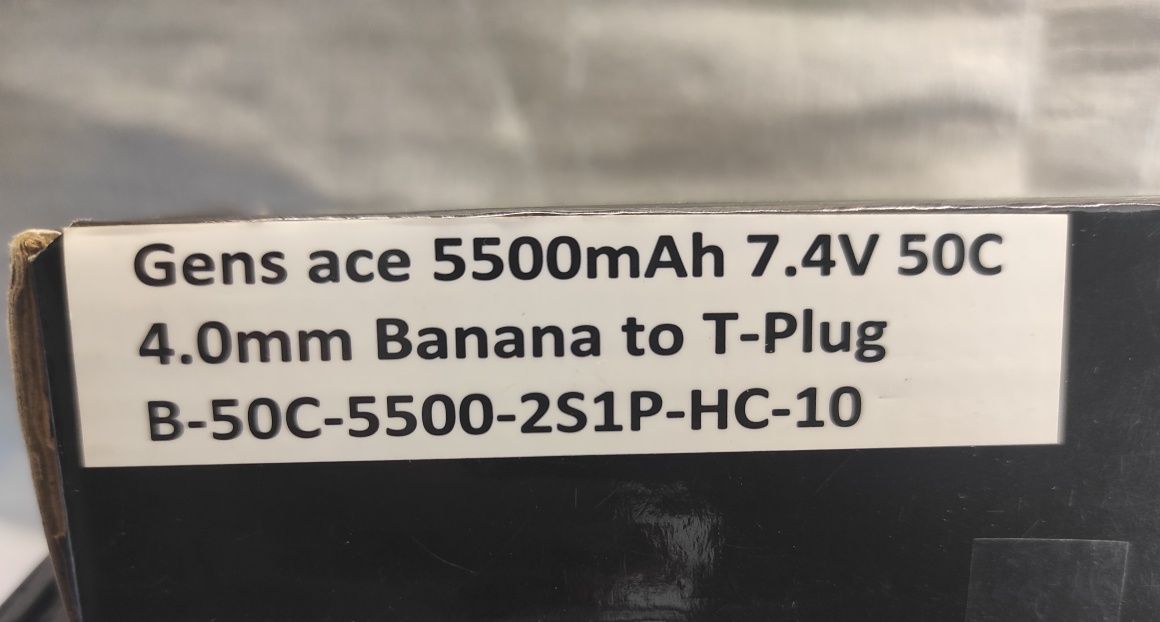 Gens ace 5500mAh 7.4V 50C
4.0mm Banana to T-Plug
B-50C-5500-2S1P-HC-10